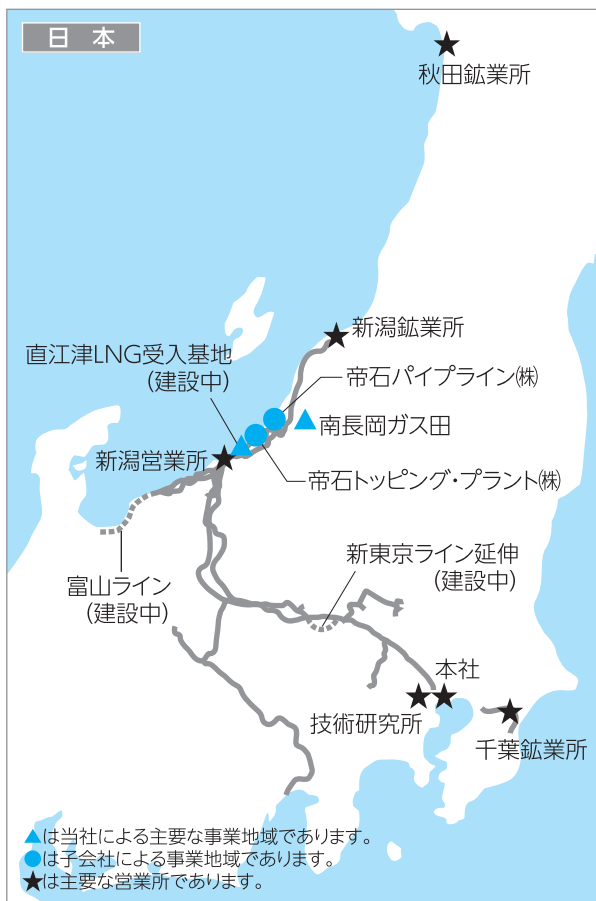 日本
秋田鉱業所
新潟鉱業所
直江津LNG受入基地
(建設中)
帝石パイプライン㈱
南長岡ガス田
新潟営業所
帝石トッピング・プラント㈱
新東京ライン延伸
(建設中)
富山ライン
(建設中)
本社
技術研究所
千葉鉱業所
▲は当社による主要な事業地域であります。
●は子会社による事業地域であります。
★は主要な営業所であります。